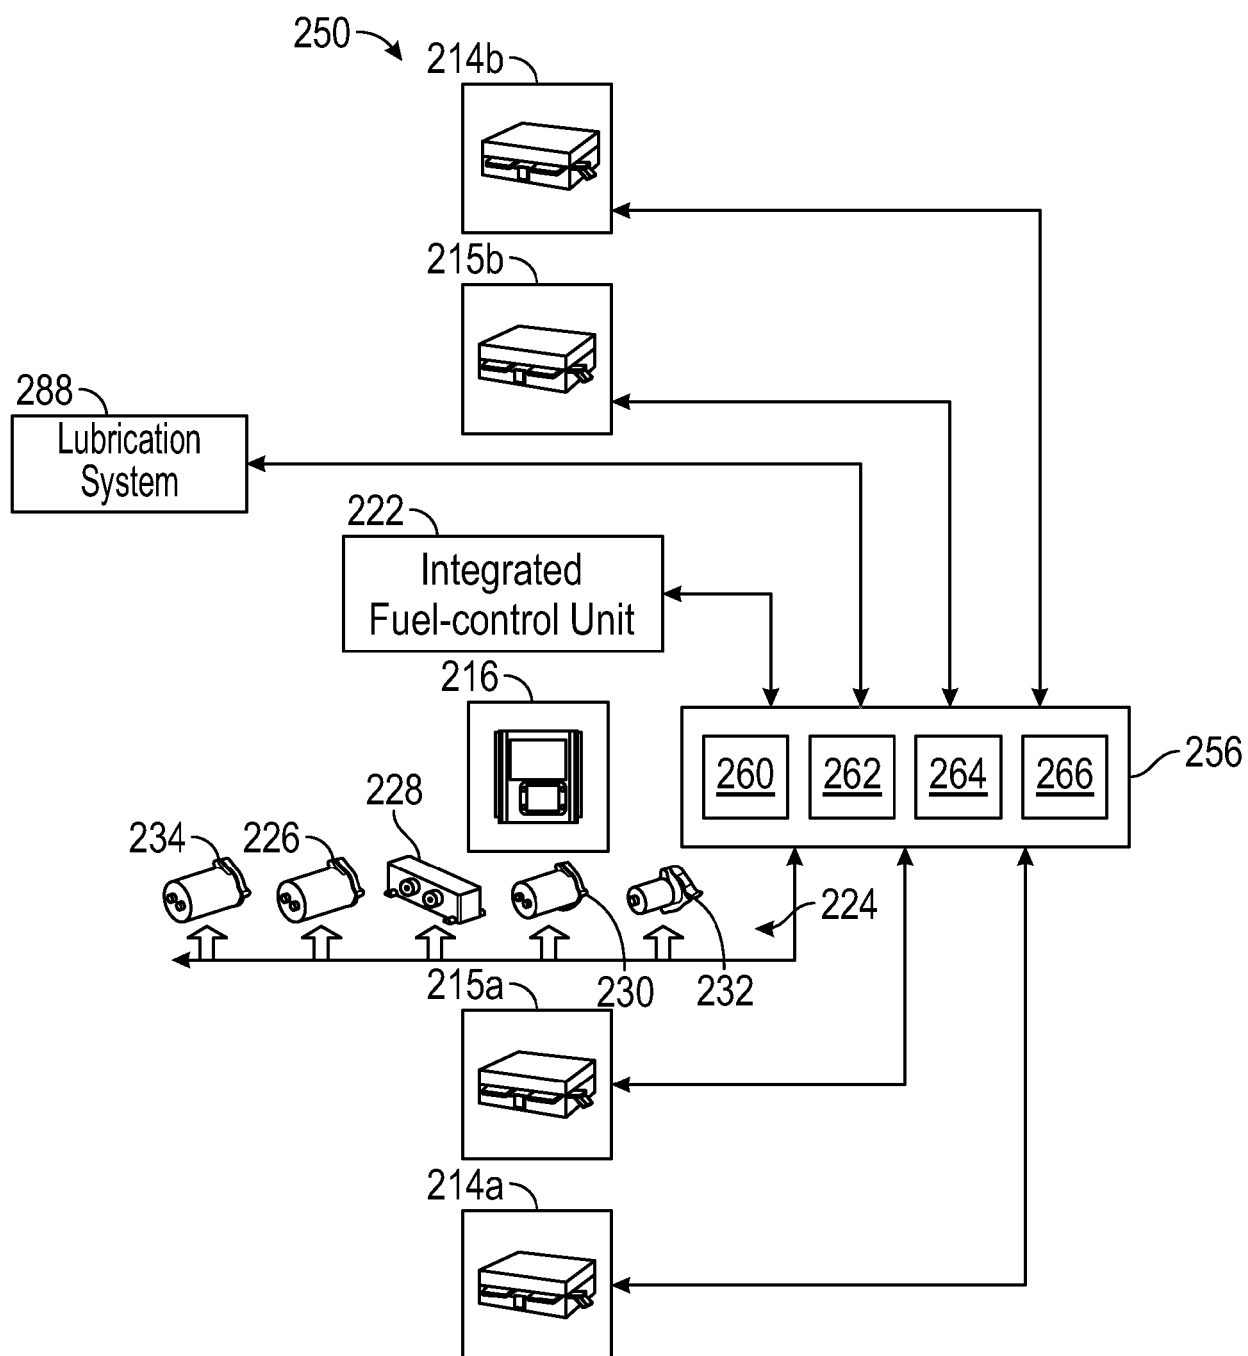 250
214b
215b
288
Lubrication
System
222
Integrated
Fuel-control Unit
216
260 262 264 266
256
228
234 226
224
230 232
215a
214a